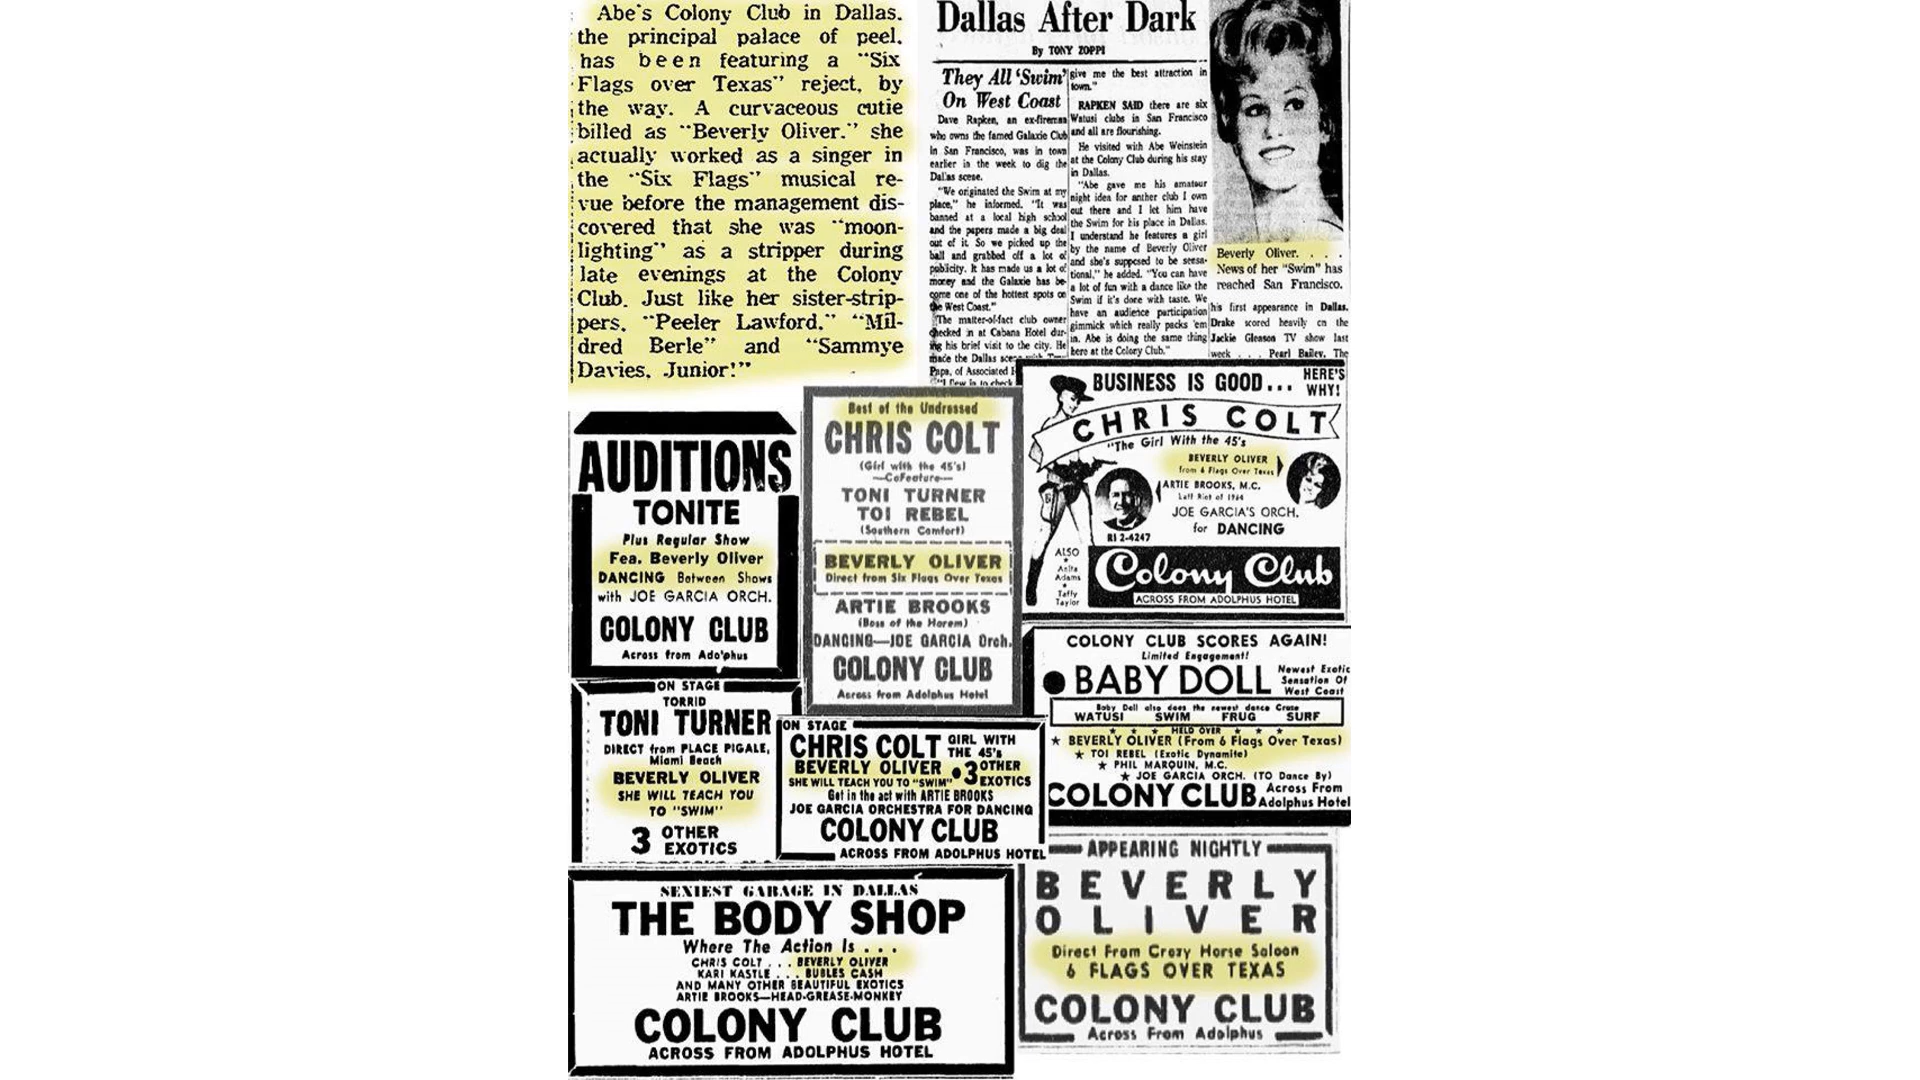 Abe's Colony Club in Dallas,
the principal palace of peel,
has been featuring a "Six
Flags over Texas" reject, by
the way. A curvaceous cutie
billed as "Beverly Oliver." she
actually worked as a singer in
the "Six Flags" musical re-
vue before the management dis-
covered that she was "moon-
lighting" as a stripper during
late evenings at the Colony
Club. Just like her sister-strip-
pers, "Peeler Lawford," "Mil-
dred Berle" and "Sammye
Davies, Junior!"
Dallas After Dark
By TONY ZOPPI
They All 'Swim'
On West Coast
Dave Rapken, an ex-fireman
who owns the famed Galaxie Club
in San Francisco, was in town
earlier in the week to dig the
Dallas scene.
"We originated the Swim at my
place," he informed. "It was
banned at a local high school
and the papers made a big deal
out of it. So we picked up the
ball and grabbed off a lot of
publicity. It has made us a lot of
money and the Galaxie has be-
come one of the hottest spots on
the West Coast."
The matter-of-fact club owner
checked in at Cabana Hotel dur-
ing his brief visit to the city. He
made the Dallas scene with
Papa, of Associated
"I flew in to check
give me the best attraction in
town."
RAPKEN SAID there are six
Watusi clubs in San Francisco
and all are flourishing.
He visited with Abe Weinstein
at the Colony Club during his stay
in Dallas.
"Abe gave me his amateur
night idea for anther club I own
out there and I let him have
the Swim for his place in Dallas.
I understand he features a girl
by the name of Beverly Oliver
and she's supposed to be sensa-
tional," he added. "You can have
a lot of fun with a dance like the
Swim if it's done with taste. We
have an audience participation
gimmick which really packs 'em
in. Abe is doing the same thing
here at the Colony Club."
Beverly Oliver. . . .
News of her "Swim" has
reached San Francisco.
his first appearance in Dallas.
Drake scored heavily on the
Jackie Gleason TV show last
week . . . Pearl Bailey, The
AUDITIONS
TONITE
Plus Regular Show
Fea. Beverly Oliver
DANCING Between Shows
with JOE GARCIA ORCH.
COLONY CLUB
Across from Adolphus
Best of the Undressed
CHRIS COLT
(Girl with the 45's)
—CoFeature—
TONI TURNER
TOI REBEL
(Southern Comfort)
BEVERLY OLIVER
Direct from Six Flags Over Texas
ARTIE BROOKS
(Boss of the Harem)
DANCING—JOE GARCIA Orch.
COLONY CLUB
Across from Adolphus Hotel
BUSINESS IS GOOD...
HERE'S
WHY!
CHRIS COLT
"The Girl With the 45's
BEVERLY OLIVER
from 6 Flags Over Texas
ARTIE BROOKS, M.C.
Laff Riot of 1964
JOE GARCIA'S ORCH.
for DANCING
RI 2-4247
ALSO
★
Anita
Adams
★
Taffy
Taylor
Colony Club
ACROSS FROM ADOLPHUS HOTEL
COLONY CLUB SCORES AGAIN!
Limited Engagement!
BABY DOLL
Newest Exotic
Sensation Of
West Coast
Baby Doll also does the newest dance Craze
WATUSI SWIM FRUG SURF
★ ★ ★ HELD OVER ★ ★ ★
★ BEVERLY OLIVER (From 6 Flags Over Texas)
★ TOI REBEL (Exotic Dynamite)
★ PHIL MARQUIN, M.C.
★ JOE GARCIA ORCH. (TO Dance By)
COLONY CLUB Across From
Adolphus Hotel
ON STAGE
TORRID
TONI TURNER
DIRECT from PLACE PIGALE,
Miami Beach
BEVERLY OLIVER
SHE WILL TEACH YOU
TO "SWIM"
3 OTHER
EXOTICS
ON STAGE
CHRIS COLT GIRL WITH
THE 45's
BEVERLY OLIVER • 3 OTHER
EXOTICS
SHE WILL TEACH YOU TO "SWIM"
Get in the act with ARTIE BROOKS
JOE GARCIA ORCHESTRA FOR DANCING
COLONY CLUB
ACROSS FROM ADOLPHUS HOTEL
SEXIEST GARAGE IN DALLAS
THE BODY SHOP
Where The Action Is . . .
CHRIS COLT . . . BEVERLY OLIVER
KARI KASTLE . . . BUBLES CASH
AND MANY OTHER BEAUTIFUL EXOTICS
ARTIE BROOKS—HEAD-GREASE-MONKEY
COLONY CLUB
ACROSS FROM ADOLPHUS HOTEL
APPEARING NIGHTLY
BEVERLY
OLIVER
Direct From Crazy Horse Saloon
6 FLAGS OVER TEXAS
COLONY CLUB
Across From Adolphus